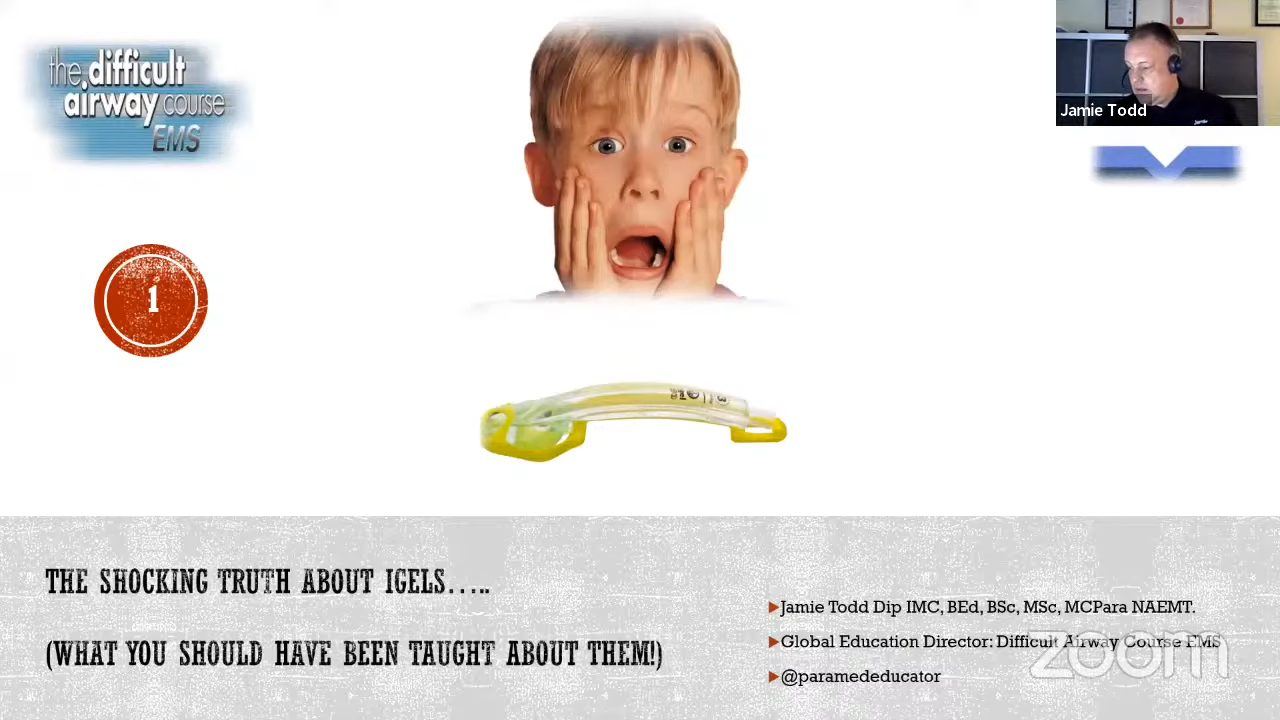 the difficult
airway course
EMS
Jamie Todd
1
THE SHOCKING TRUTH ABOUT IGELS.....
(WHAT YOU SHOULD HAVE BEEN TAUGHT ABOUT THEM!)
Jamie Todd Dip IMC, BEd, BSc, MSc, MCPara NAEMT.
Global Education Director: Difficult Airway Course EMS
@paramededucator
zoom